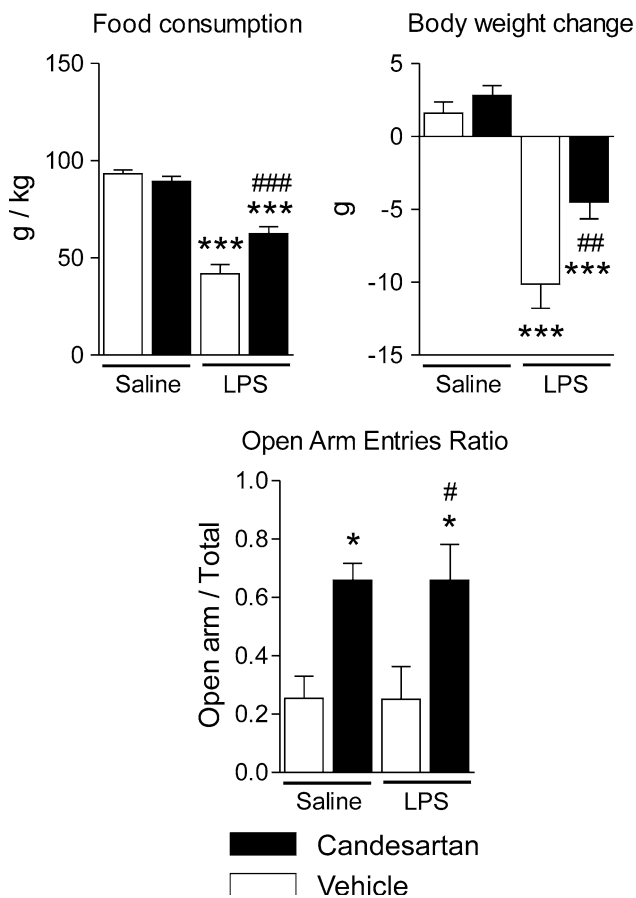 Food consumption
150
100
50
0
g / kg
***
###
***
Saline
LPS
Body weight change
5
0
-5
-10
-15
g
***
##
***
Saline
LPS
Open Arm Entries Ratio
1.0
0.8
0.6
0.4
0.2
0.0
Open arm / Total
*
#
*
Saline
LPS
Candesartan
Vehicle